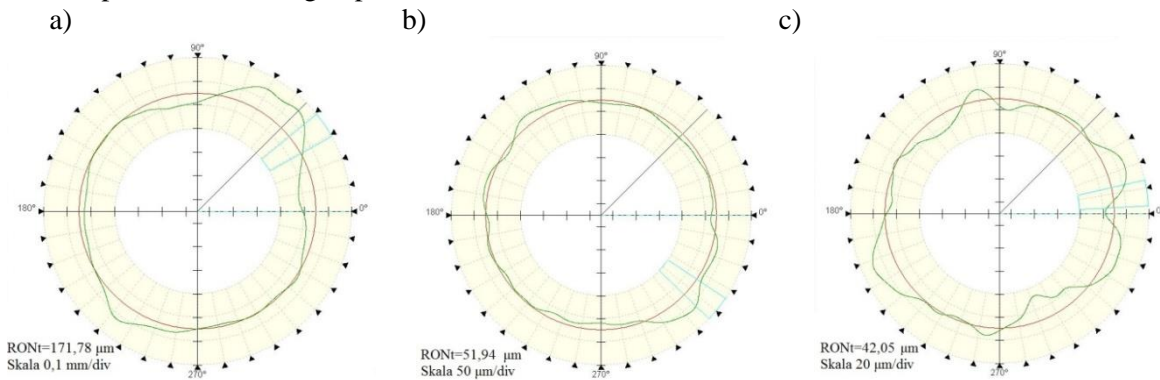 a) b) c)
90° 90° 90°
180° 0° 180° 0° 180° 0
270° 270° 270°
RONt=171,78 μm
Skala 0,1 mm/div
RONt=51,94 μm
Skala 50 μm/div
RONt=42,05 μm
Skala 20 μm/div